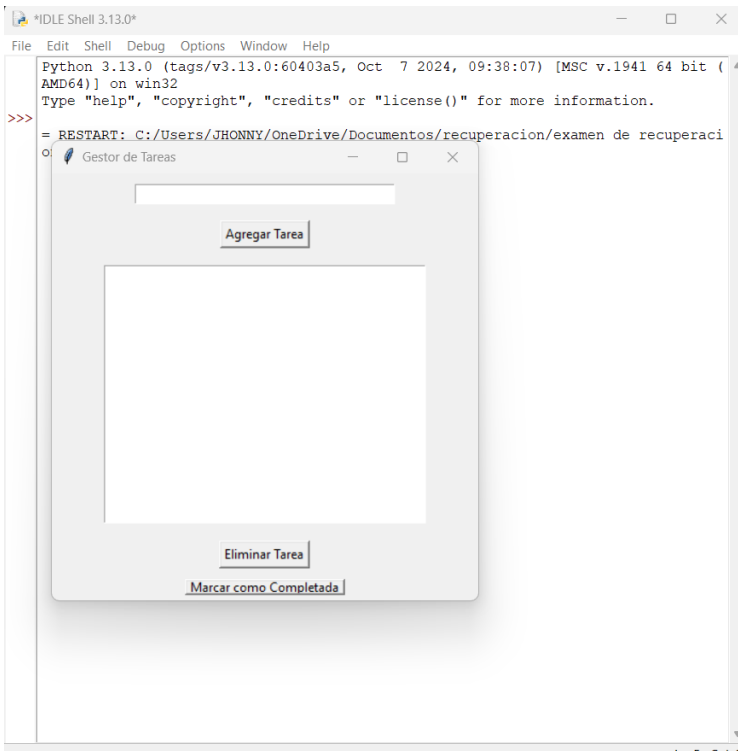 *IDLE Shell 3.13.0*
File Edit Shell Debug Options Window Help
Python 3.13.0 (tags/v3.13.0:60403a5, Oct  7 2024, 09:38:07) [MSC v.1941 64 bit (
AMD64)] on win32
Type "help", "copyright", "credits" or "license()" for more information.
>>>
= RESTART: C:/Users/JHONNY/OneDrive/Documentos/recuperacion/examen de recuperaci
Gestor de Tareas
Agregar Tarea
Eliminar Tarea
Marcar como Completada